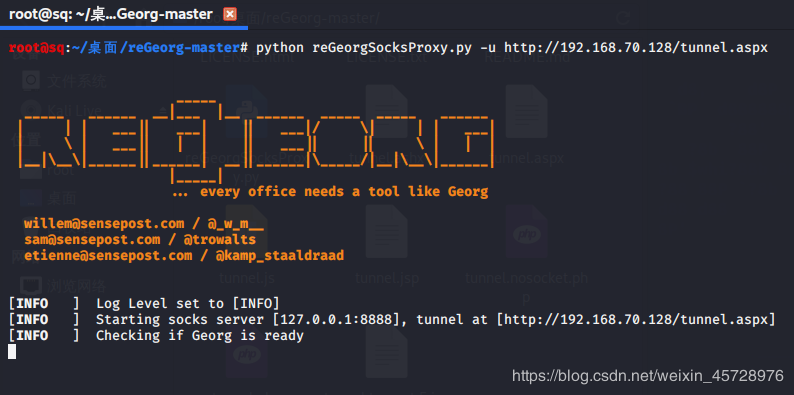 root@sq: ~/桌...Georg-master
root@sq:~/桌面/reGeorg-master# python reGeorgSocksProxy.py -u http://192.168.70.128/tunnel.aspx
... every office needs a tool like Georg
willem@sensepost.com / @_w_m__
sam@sensepost.com / @trowalts
etienne@sensepost.com / @kamp_staaldraad
[INFO   ]  Log Level set to [INFO]
[INFO   ]  Starting socks server [127.0.0.1:8888], tunnel at [http://192.168.70.128/tunnel.aspx]
[INFO   ]  Checking if Georg is ready
https://blog.csdn.net/weixin_45728976